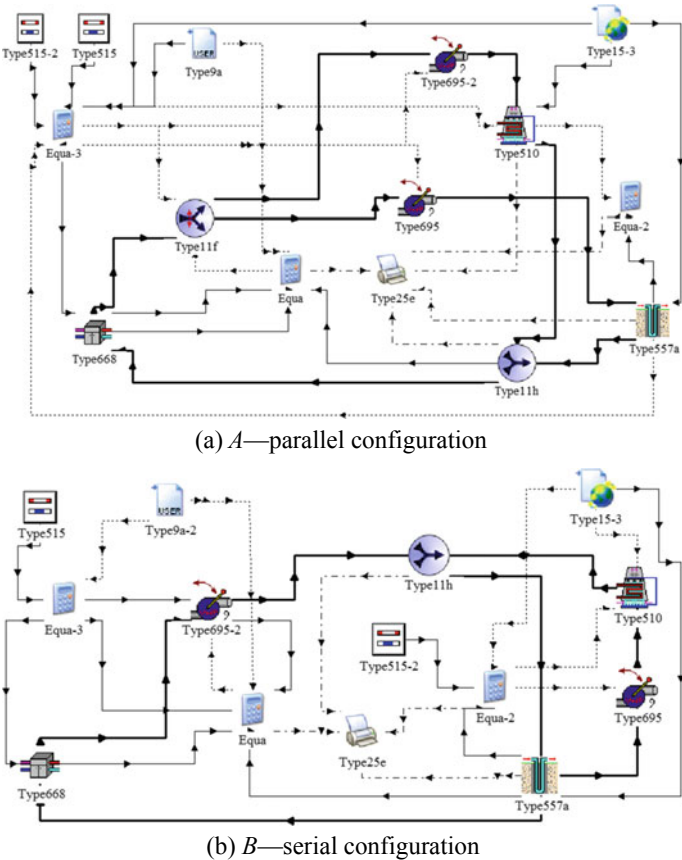 Type515-2
Type515
USER
Type9a
Type15-3
Type695-2
Equa-3
Type510
Type11f
Type695
Equa-2
Equa
Type25e
Type668
Type11h
Type557a
(a) A—parallel configuration
Type515
USER
Type9a-2
Type15-3
Type11h
Type510
Equa-3
Type695-2
Type515-2
Equa
Equa-2
Type695
Type25e
Type668
Type557a
(b) B—serial configuration